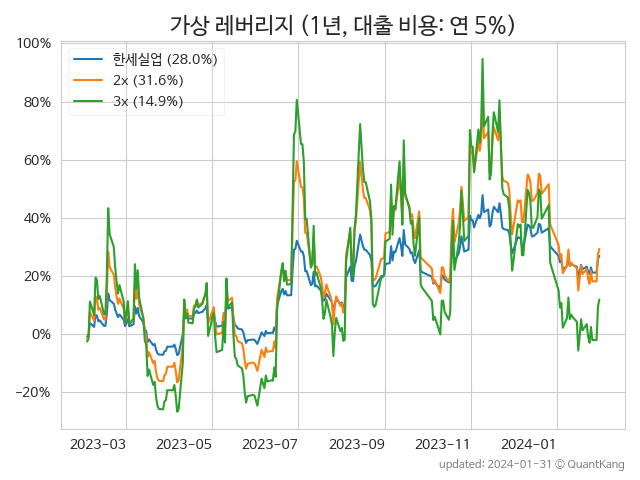 가상 레버리지 (1년, 대출 비용: 연 5%)
한세실업 (28.0%)
2x (31.6%)
3x (14.9%)
100%
80%
60%
40%
20%
0%
−20%
2023-03
2023-05
2023-07
2023-09
2023-11
2024-01
updated: 2024-01-31 © QuantKang